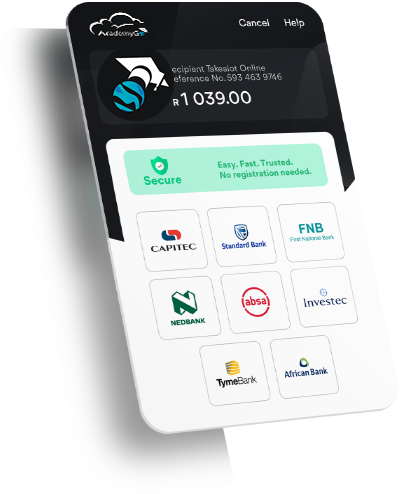 AcademyGo
Cancel Help
ecipient Takealot Online
eference No. 593 463 9746
R 1 039.00
Secure
Easy. Fast. Trusted.
No registration needed.
CAPITEC
Standard Bank
FNB
First National Bank
NEDBANK
absa
Investec
TymeBank
African Bank